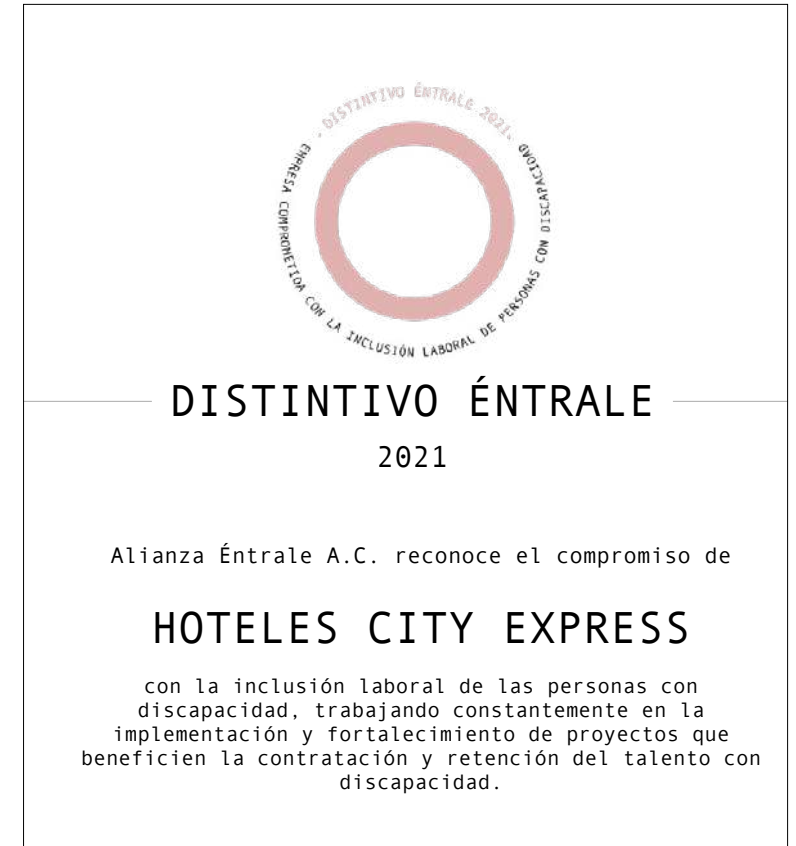 . DISTINTIVO ÉNTRALE 2021.
EMPRESA COMPROMETIDA CON LA INCLUSIÓN LABORAL DE PERSONAS CON DISCAPACIDAD
DISTINTIVO ÉNTRALE
2021
Alianza Éntrale A.C. reconoce el compromiso de
HOTELES CITY EXPRESS
con la inclusión laboral de las personas con
discapacidad, trabajando constantemente en la
implementación y fortalecimiento de proyectos que
beneficien la contratación y retención del talento con
discapacidad.